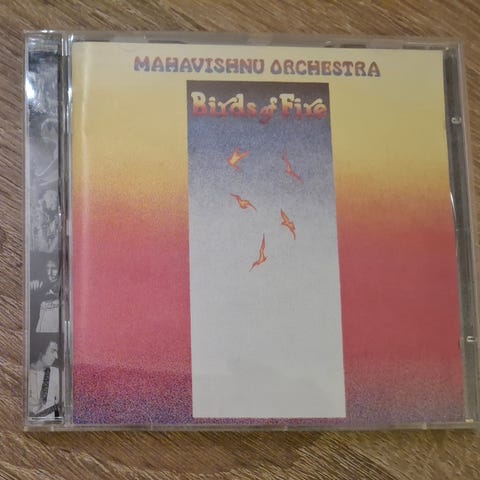 MAHAVISHNU ORCHESTRA
Birds of Fire